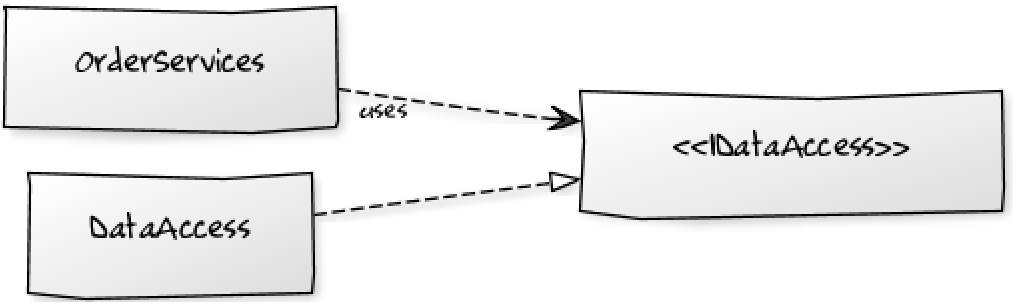 OrderServices
uses
<<IDataAccess>>
DataAccess